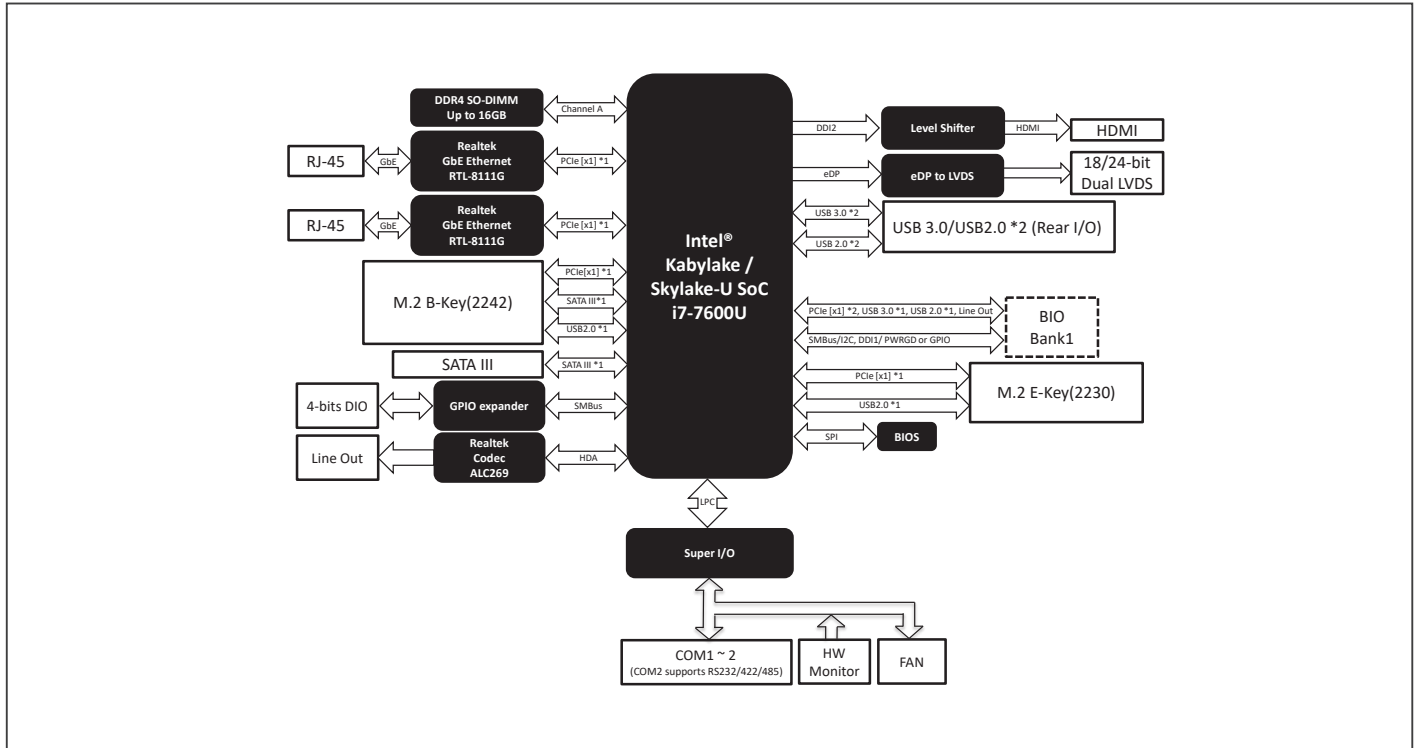 DDR4 SO-DIMM
Up to 16GB
Channel A
RJ-45
GbE
Realtek
GbE Ethernet
RTL-8111G
PCIe [x1] *1
RJ-45
GbE
Realtek
GbE Ethernet
RTL-8111G
PCIe [x1] *1
M.2 B-Key(2242)
PCIe[x1] *1
SATA III*1
USB2.0 *1
SATA III
SATA III *1
4-bits DIO
GPIO expander
SMBus
Line Out
Realtek
Codec
ALC269
HDA
Intel®
Kabylake /
Skylake-U SoC
i7-7600U
DDI2
Level Shifter
HDMI
HDMI
eDP
eDP to LVDS
18/24-bit
Dual LVDS
USB 3.0 *2
USB 2.0 *2
USB 3.0/USB2.0 *2 (Rear I/O)
PCIe [x1] *2, USB 3.0 *1, USB 2.0 *1, Line Out
SMBus/I2C, DDI1/ PWRGD or GPIO
BIO
Bank1
PCIe [x1] *1
USB2.0 *1
M.2 E-Key(2230)
SPI
BIOS
LPC
Super I/O
COM1 ~ 2
(COM2 supports RS232/422/485)
HW
Monitor
FAN